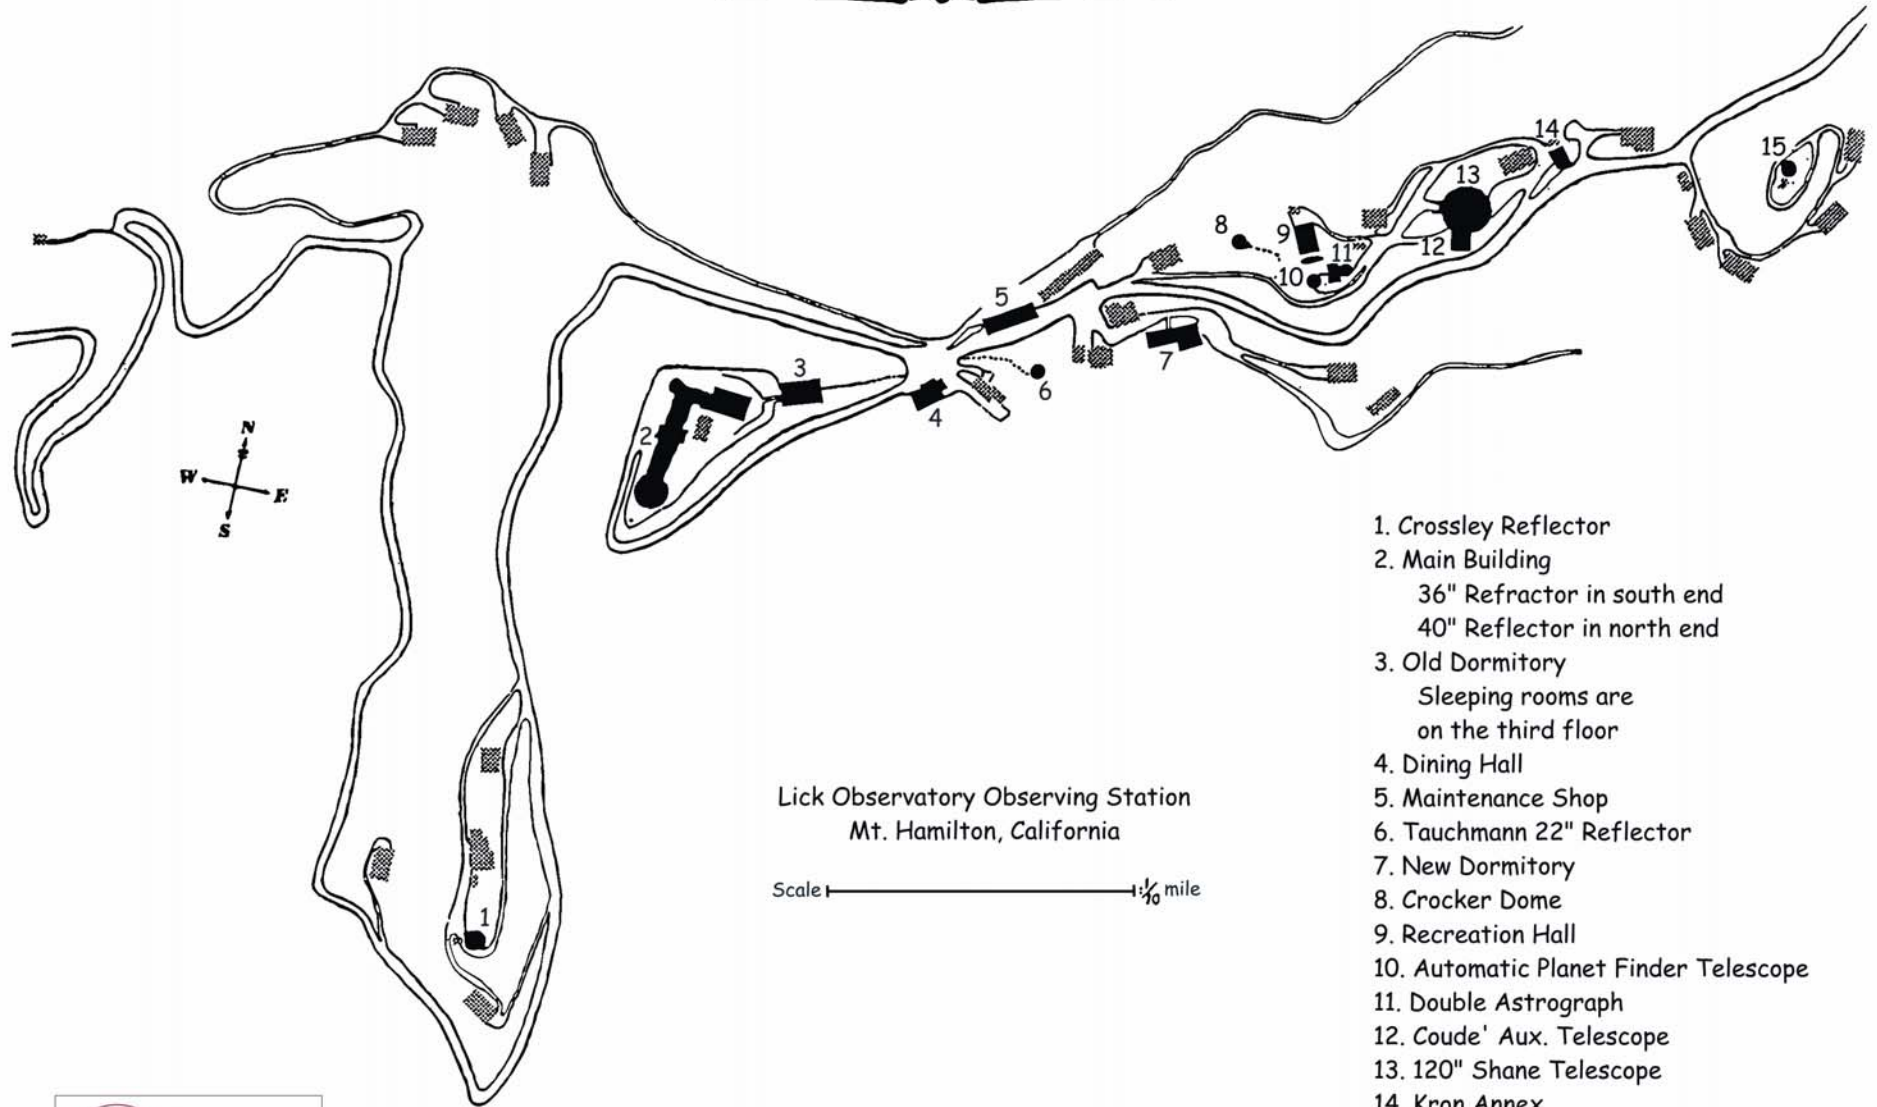 14
15
13
8
9
12
11
10
5
7
3
6
4
2
N
W
E
S
1
1. Crossley Reflector
2. Main Building
36" Refractor in south end
40" Reflector in north end
3. Old Dormitory
Sleeping rooms are
on the third floor
4. Dining Hall
5. Maintenance Shop
6. Tauchmann 22" Reflector
7. New Dormitory
8. Crocker Dome
9. Recreation Hall
10. Automatic Planet Finder Telescope
11. Double Astrograph
12. Coude' Aux. Telescope
13. 120" Shane Telescope
14. Kron Annex
Lick Observatory Observing Station
Mt. Hamilton, California
Scale 1/10 mile